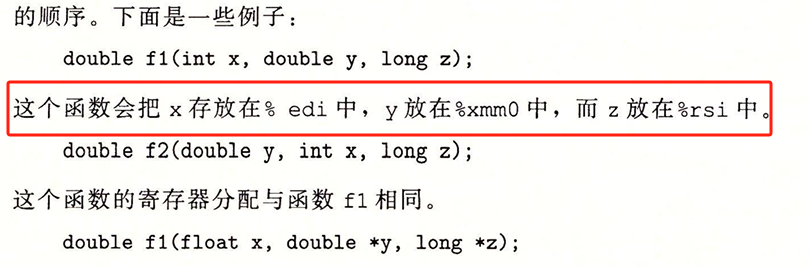 的顺序。下面是一些例子：
double f1(int x, double y, long z);
这个函数会把 x 存放在% edi 中，y 放在%xmm0 中，而 z 放在%rsi 中。
double f2(double y, int x, long z);
这个函数的寄存器分配与函数 f1 相同。
double f1(float x, double *y, long *z);